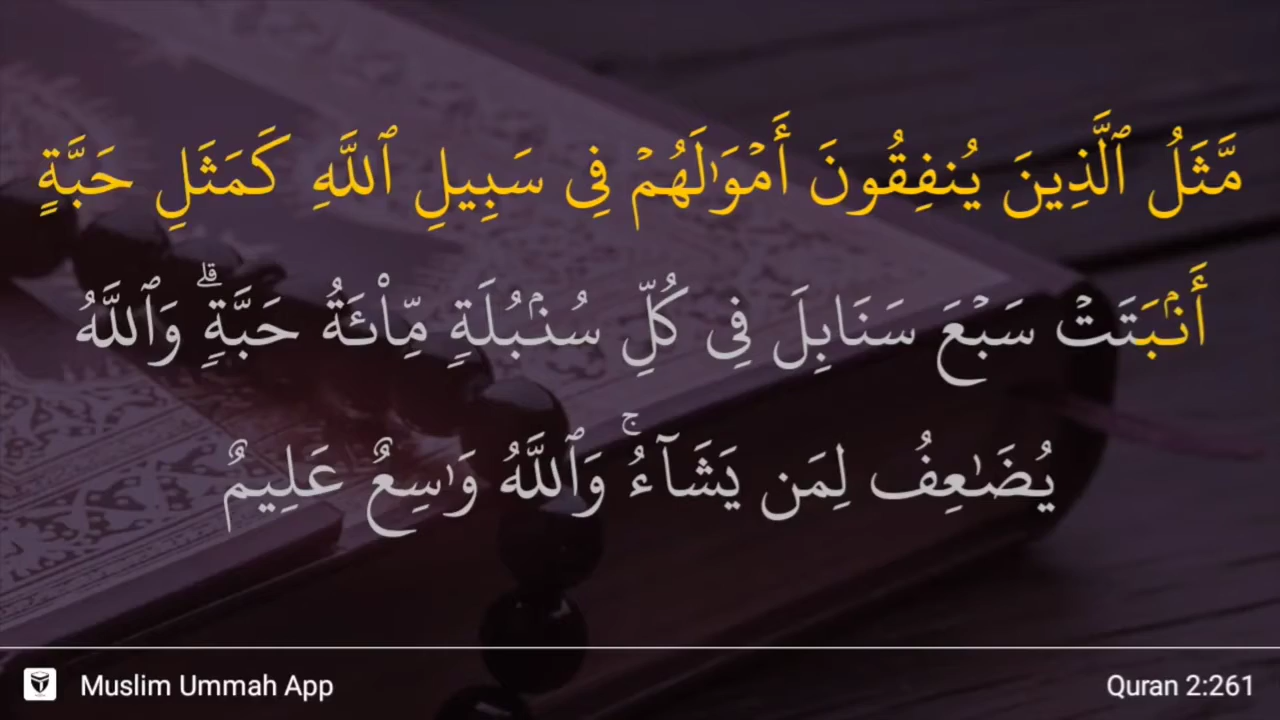 مَّثَلُ ٱلَّذِينَ يُنفِقُونَ أَمۡوَٰلَهُمۡ فِى سَبِيلِ ٱللَّهِ كَمَثَلِ حَبَّةٍ
أَنۢبَتَتۡ سَبۡعَ سَنَابِلَ فِى كُلِّ سُنۢبُلَةٍ مِّاْئَةُ حَبَّةٍۗ وَٱللَّهُ
يُضَٰعِفُ لِمَن يَشَآءُۚ وَٱللَّهُ وَٰسِعٌ عَلِيمٌ
Muslim Ummah App
Quran 2:261